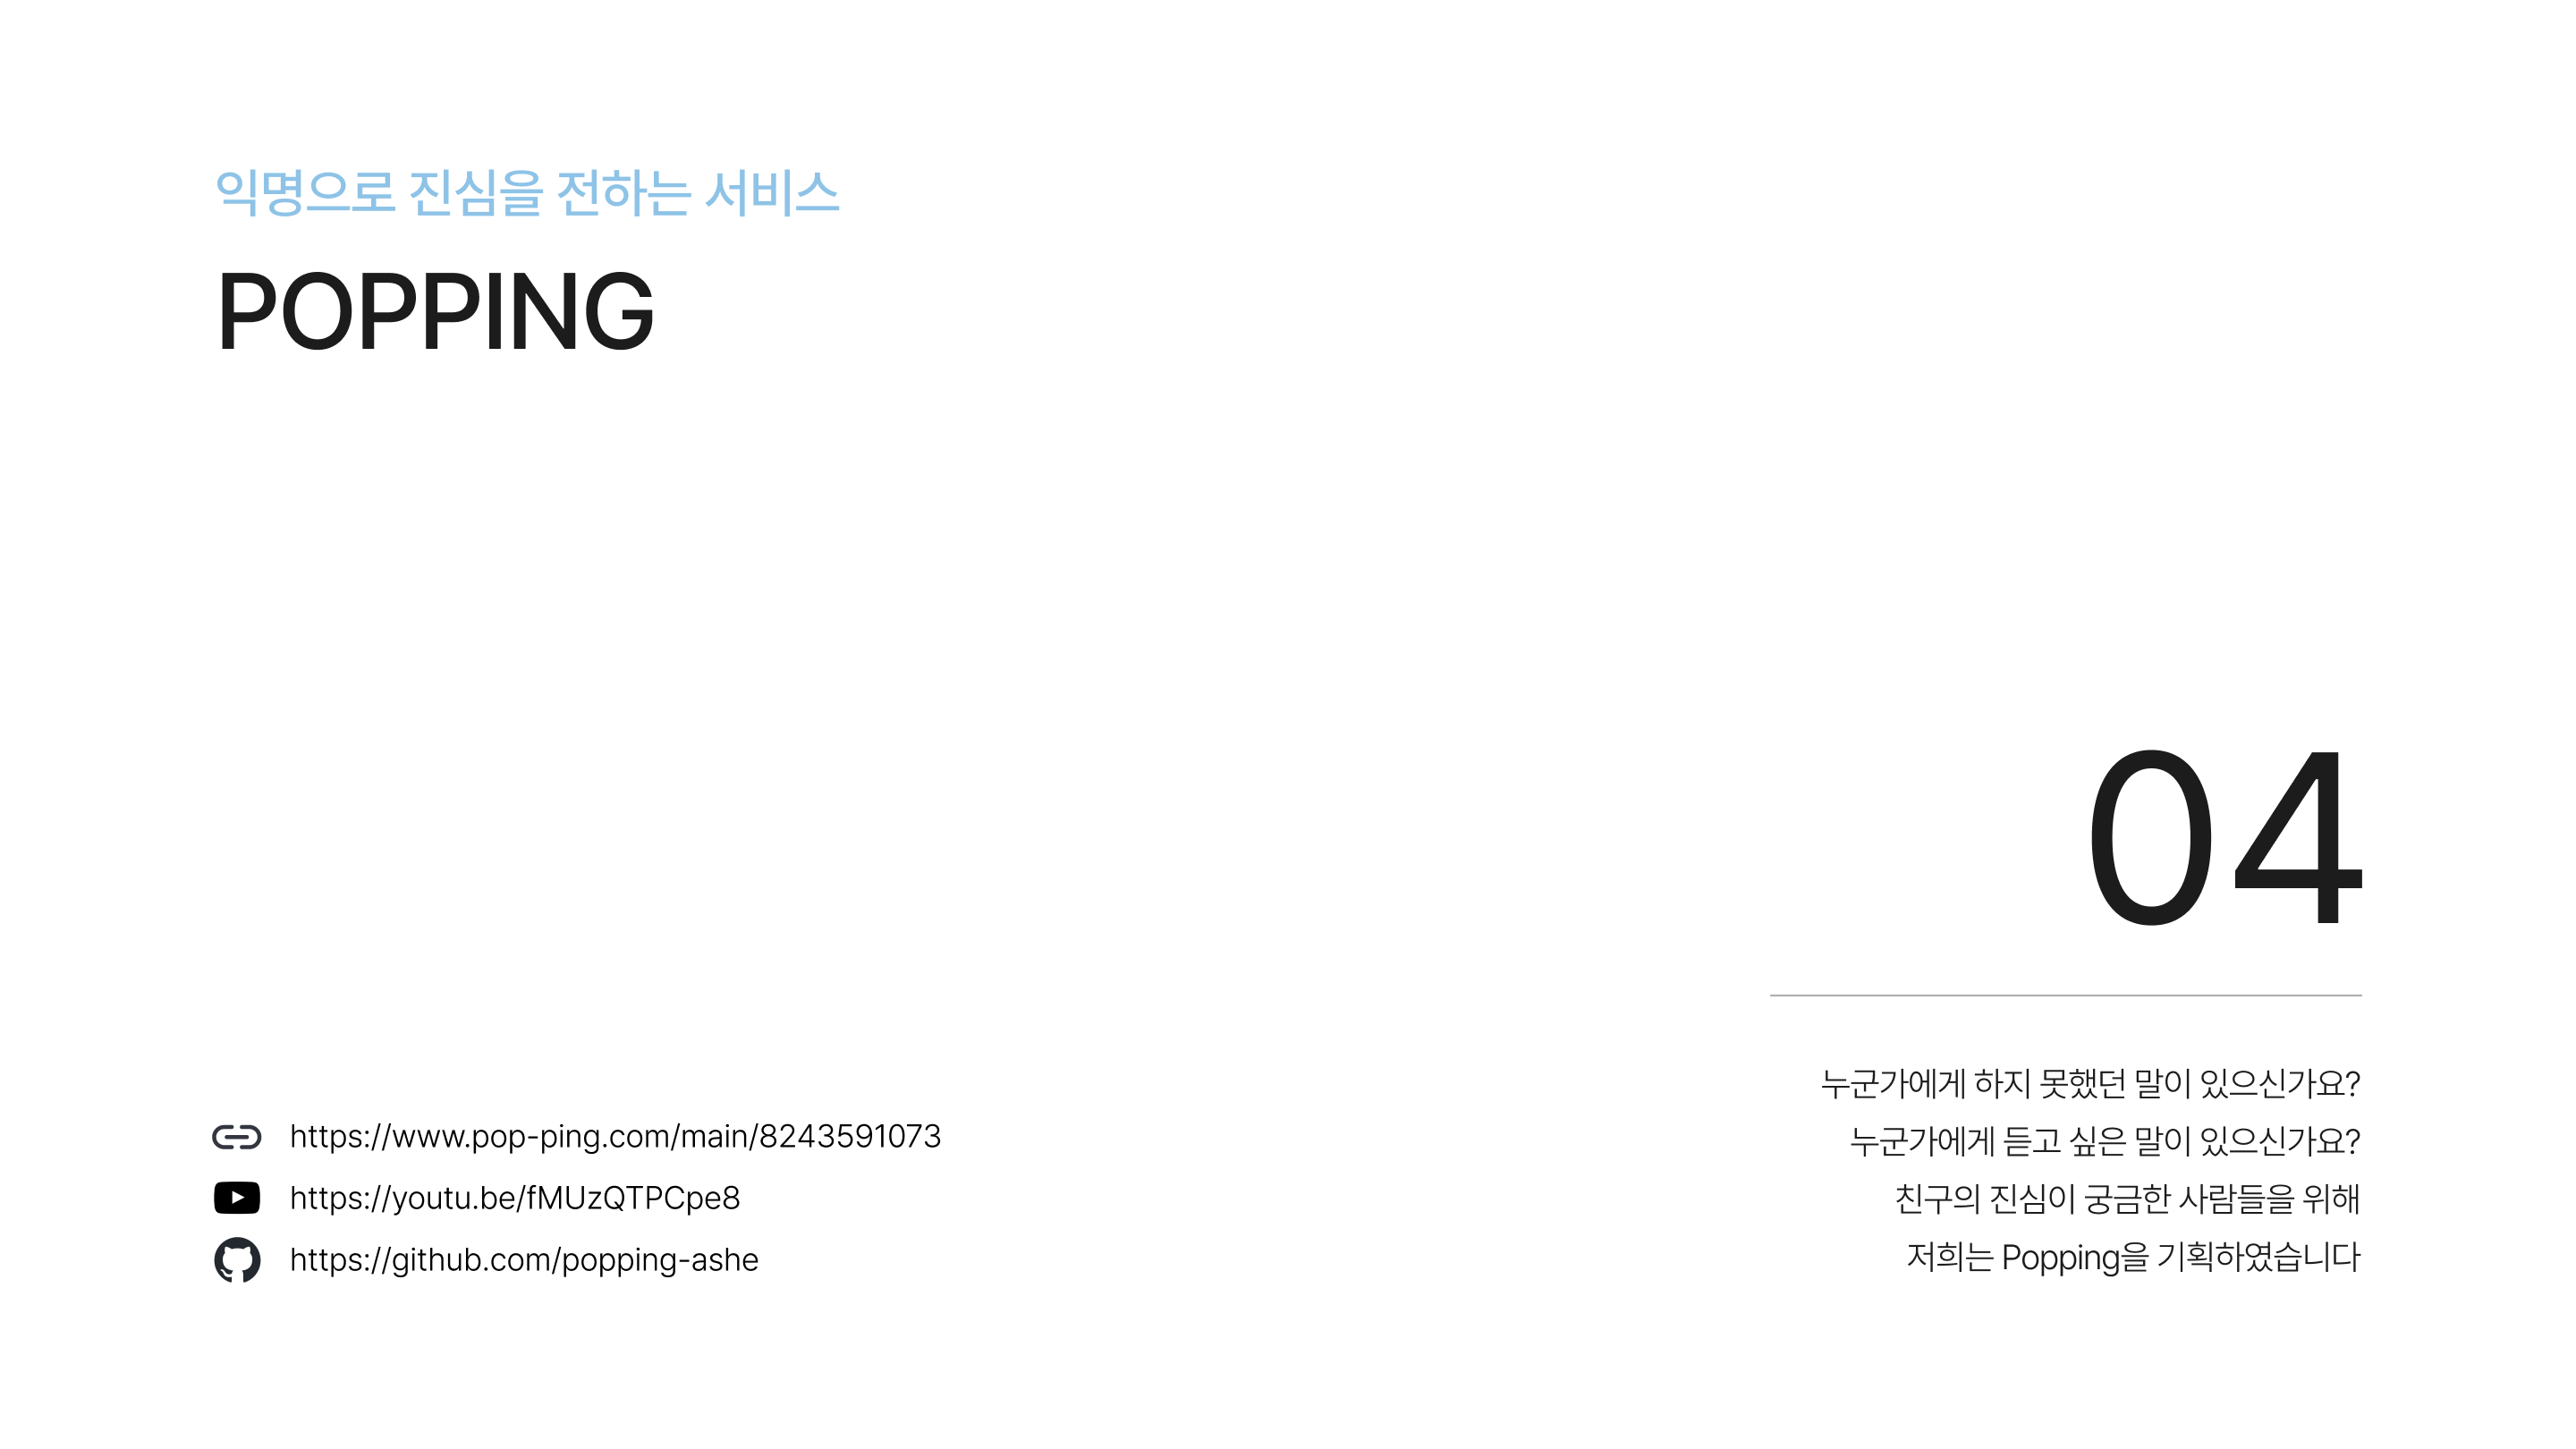 익명으로 진심을 전하는 서비스
POPPING
04
누군가에게 하지 못했던 말이 있으신가요?
누군가에게 듣고 싶은 말이 있으신가요?
친구의 진심이 궁금한 사람들을 위해
저희는 Popping을 기획하였습니다
https://www.pop-ping.com/main/8243591073
https://youtu.be/fMUzQTPCpe8
https://github.com/popping-ashe